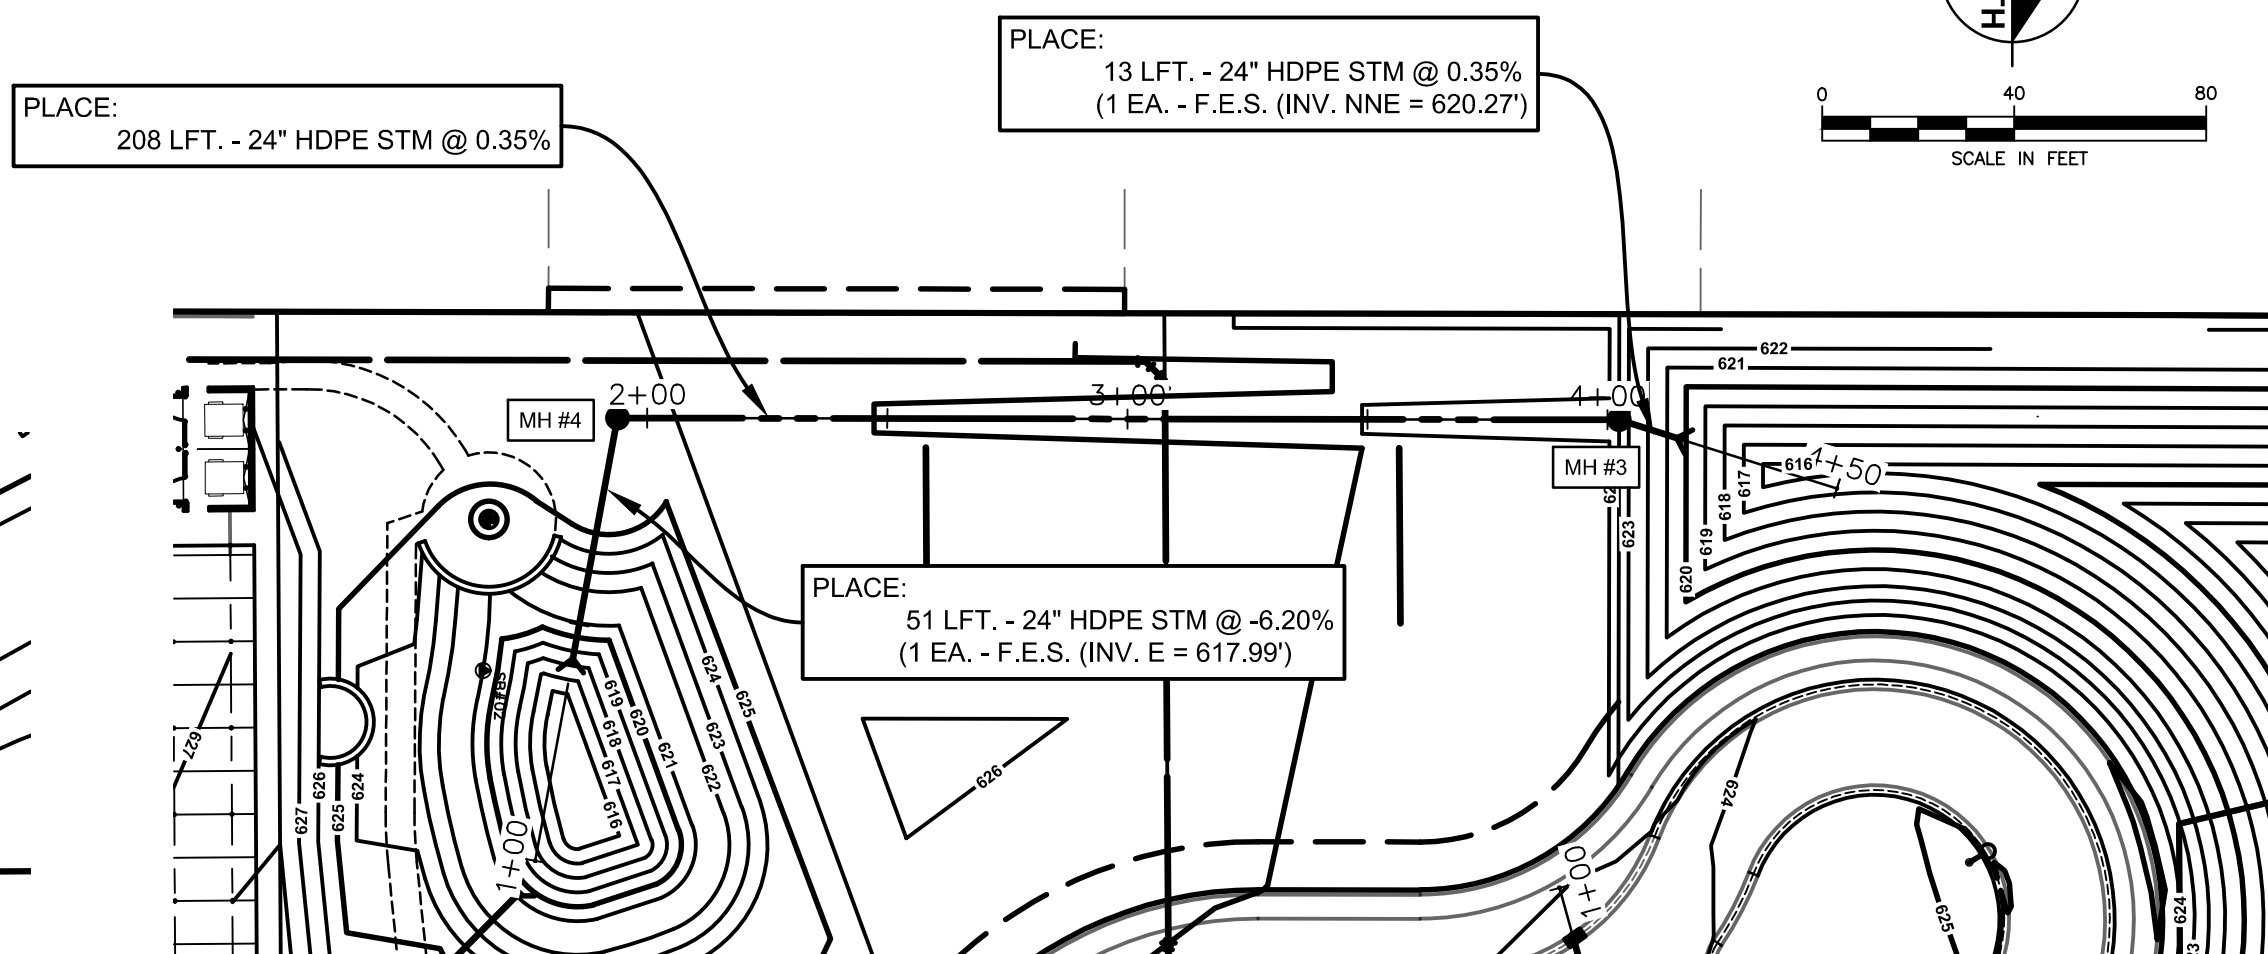 PLACE:
13 LFT. - 24" HDPE STM @ 0.35%
(1 EA. - F.E.S. (INV. NNE = 620.27')
PLACE:
208 LFT. - 24" HDPE STM @ 0.35%
0 40 80
SCALE IN FEET
622
621
2+00
3+00
4+00
MH #4
MH #3
616
1+50
617
618
619
620
623
PLACE:
51 LFT. - 24" HDPE STM @ -6.20%
(1 EA. - F.E.S. (INV. E = 617.99')
SB#02
624
625
619
620
618
621
623
622
617
616
627
626
624
625
627
626
1+00
624
1+00
625
624